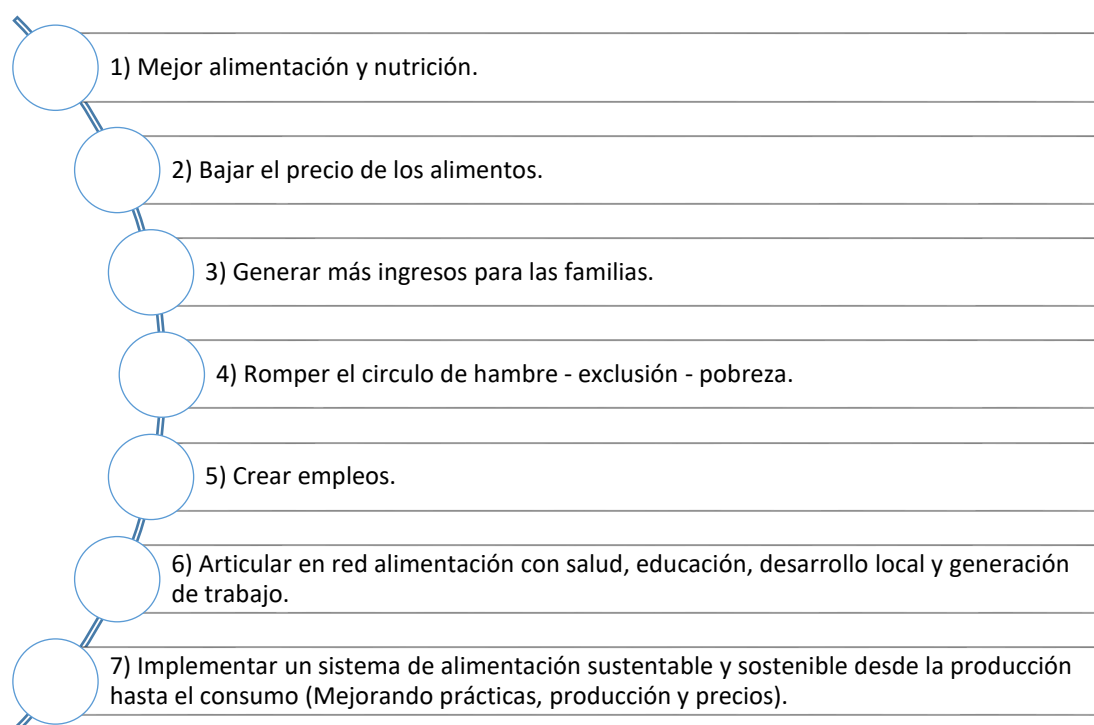 1) Mejor alimentación y nutrición.
2) Bajar el precio de los alimentos.
3) Generar más ingresos para las familias.
4) Romper el circulo de hambre - exclusión - pobreza.
5) Crear empleos.
6) Articular en red alimentación con salud, educación, desarrollo local y generación
de trabajo.
7) Implementar un sistema de alimentación sustentable y sostenible desde la producción
hasta el consumo (Mejorando prácticas, producción y precios).